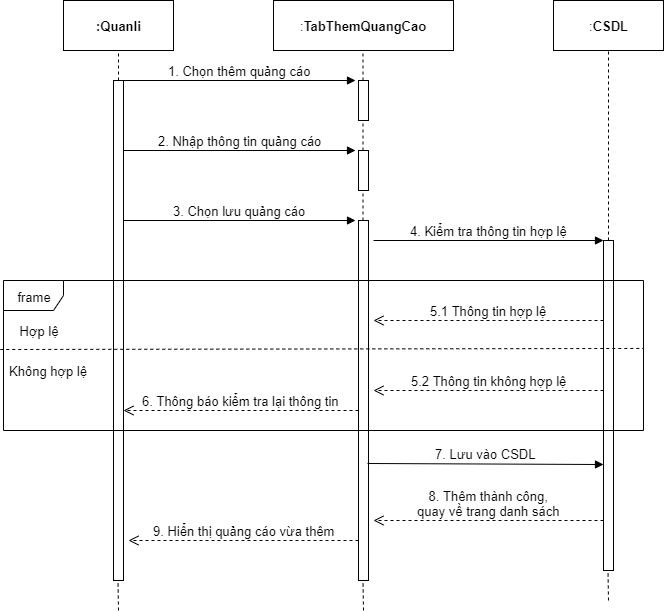 :Quanli
:TabThemQuangCao
:CSDL
1. Chọn thêm quảng cáo
2. Nhập thông tin quảng cáo
3. Chọn lưu quảng cáo
4. Kiểm tra thông tin hợp lệ
frame
5.1 Thông tin hợp lệ
Hợp lệ
Không hợp lệ
5.2 Thông tin không hợp lệ
6. Thông báo kiểm tra lại thông tin
7. Lưu vào CSDL
8. Thêm thành công,
quay về trang danh sách
9. Hiển thị quảng cáo vừa thêm